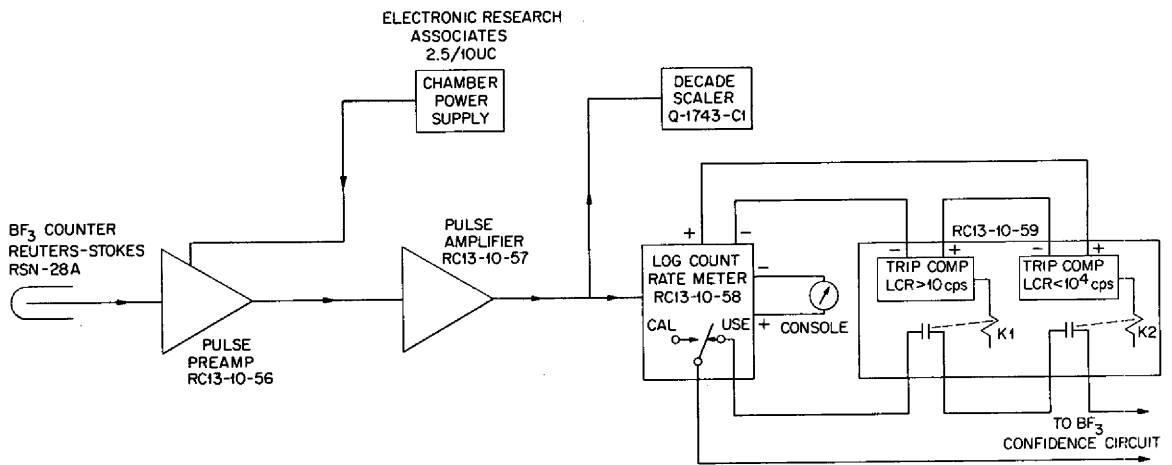 ELECTRONIC RESEARCH
ASSOCIATES
2.5/10UC
CHAMBER
POWER
SUPPLY
DECADE
SCALER
Q-1743-C1
BF3 COUNTER
REUTERS-STOKES
RSN-28A
PULSE
PREAMP
RC13-10-56
PULSE
AMPLIFIER
RC13-10-57
+ -
LOG COUNT
RATE METER
RC13-10-58
CAL USE
-
+
CONSOLE
RC13-10-59
- +
TRIP COMP
LCR>10 cps
K1
- +
TRIP COMP
LCR<10⁴ cps
K2
TO BF3
CONFIDENCE CIRCUIT